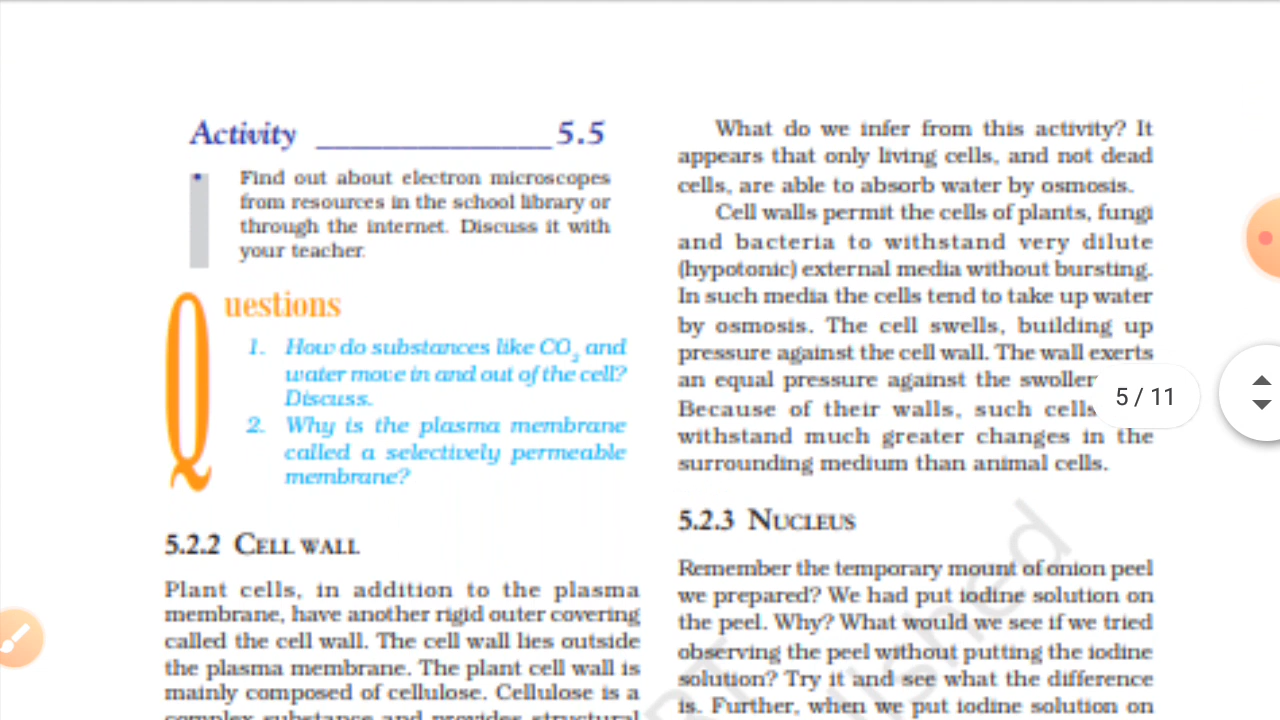 Activity _______________ 5.5
Find out about electron microscopes
from resources in the school library or
through the internet. Discuss it with
your teacher.
Questions
1. How do substances like CO₂ and
water move in and out of the cell?
Discuss.
2. Why is the plasma membrane
called a selectively permeable
membrane?
5.2.2 CELL WALL
Plant cells, in addition to the plasma
membrane, have another rigid outer covering
called the cell wall. The cell wall lies outside
the plasma membrane. The plant cell wall is
mainly composed of cellulose. Cellulose is a
complex substance and provides structural
What do we infer from this activity? It
appears that only living cells, and not dead
cells, are able to absorb water by osmosis.
Cell walls permit the cells of plants, fungi
and bacteria to withstand very dilute
(hypotonic) external media without bursting.
In such media the cells tend to take up water
by osmosis. The cell swells, building up
pressure against the cell wall. The wall exerts
an equal pressure against the swollen
Because of their walls, such cells
withstand much greater changes in the
surrounding medium than animal cells.
5.2.3 NUCLEUS
Remember the temporary mount of onion peel
we prepared? We had put iodine solution on
the peel. Why? What would we see if we tried
observing the peel without putting the iodine
solution? Try it and see what the difference
is. Further, when we put iodine solution on
5 / 11